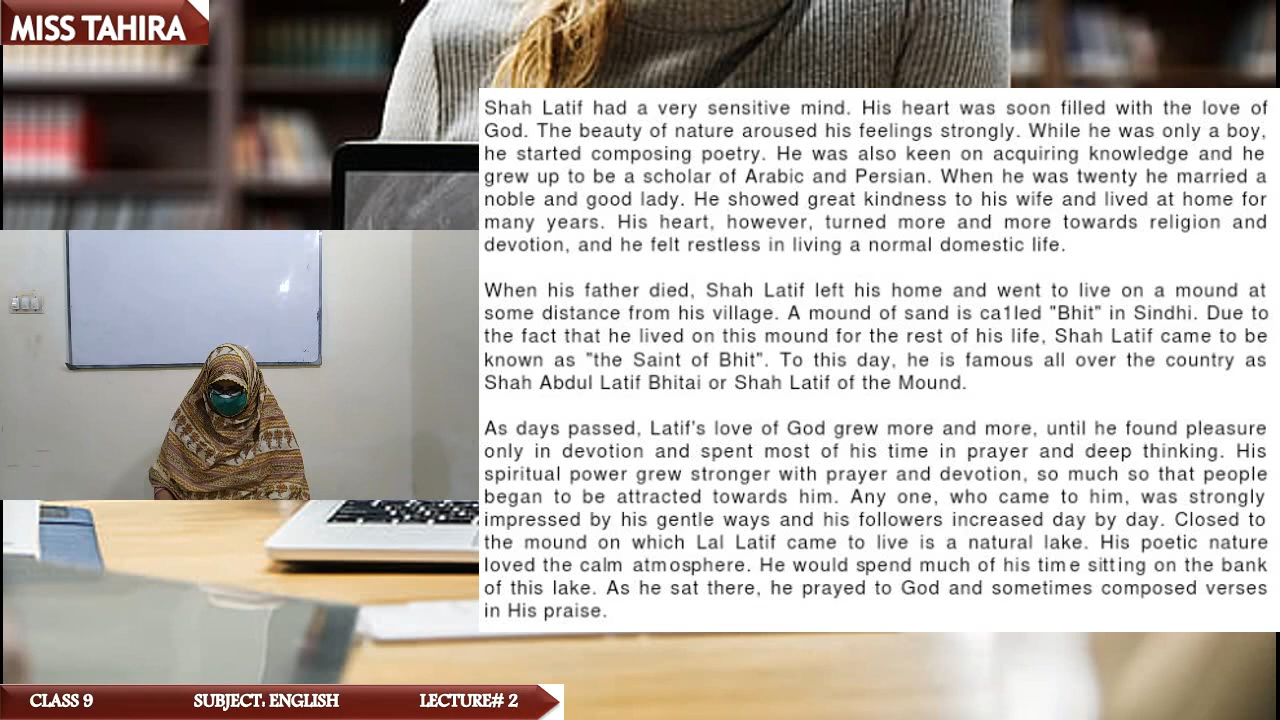 MISS TAHIRA
Shah Latif had a very sensitive mind. His heart was soon filled with the love of
God. The beauty of nature aroused his feelings strongly. While he was only a boy,
he started composing poetry. He was also keen on acquiring knowledge and he
grew up to be a scholar of Arabic and Persian. When he was twenty he married a
noble and good lady. He showed great kindness to his wife and lived at home for
many years. His heart, however, turned more and more towards religion and
devotion, and he felt restless in living a normal domestic life.
When his father died, Shah Latif left his home and went to live on a mound at
some distance from his village. A mound of sand is ca1led "Bhit" in Sindhi. Due to
the fact that he lived on this mound for the rest of his life, Shah Latif came to be
known as "the Saint of Bhit". To this day, he is famous all over the country as
Shah Abdul Latif Bhitai or Shah Latif of the Mound.
As days passed, Latif's love of God grew more and more, until he found pleasure
only in devotion and spent most of his time in prayer and deep thinking. His
spiritual power grew stronger with prayer and devotion, so much so that people
began to be attracted towards him. Any one, who came to him, was strongly
impressed by his gentle ways and his followers increased day by day. Closed to
the mound on which Lal Latif came to live is a natural lake. His poetic nature
loved the calm atmosphere. He would spend much of his time sitting on the bank
of this lake. As he sat there, he prayed to God and sometimes composed verses
in His praise.
CLASS 9 SUBJECT: ENGLISH LECTURE# 2